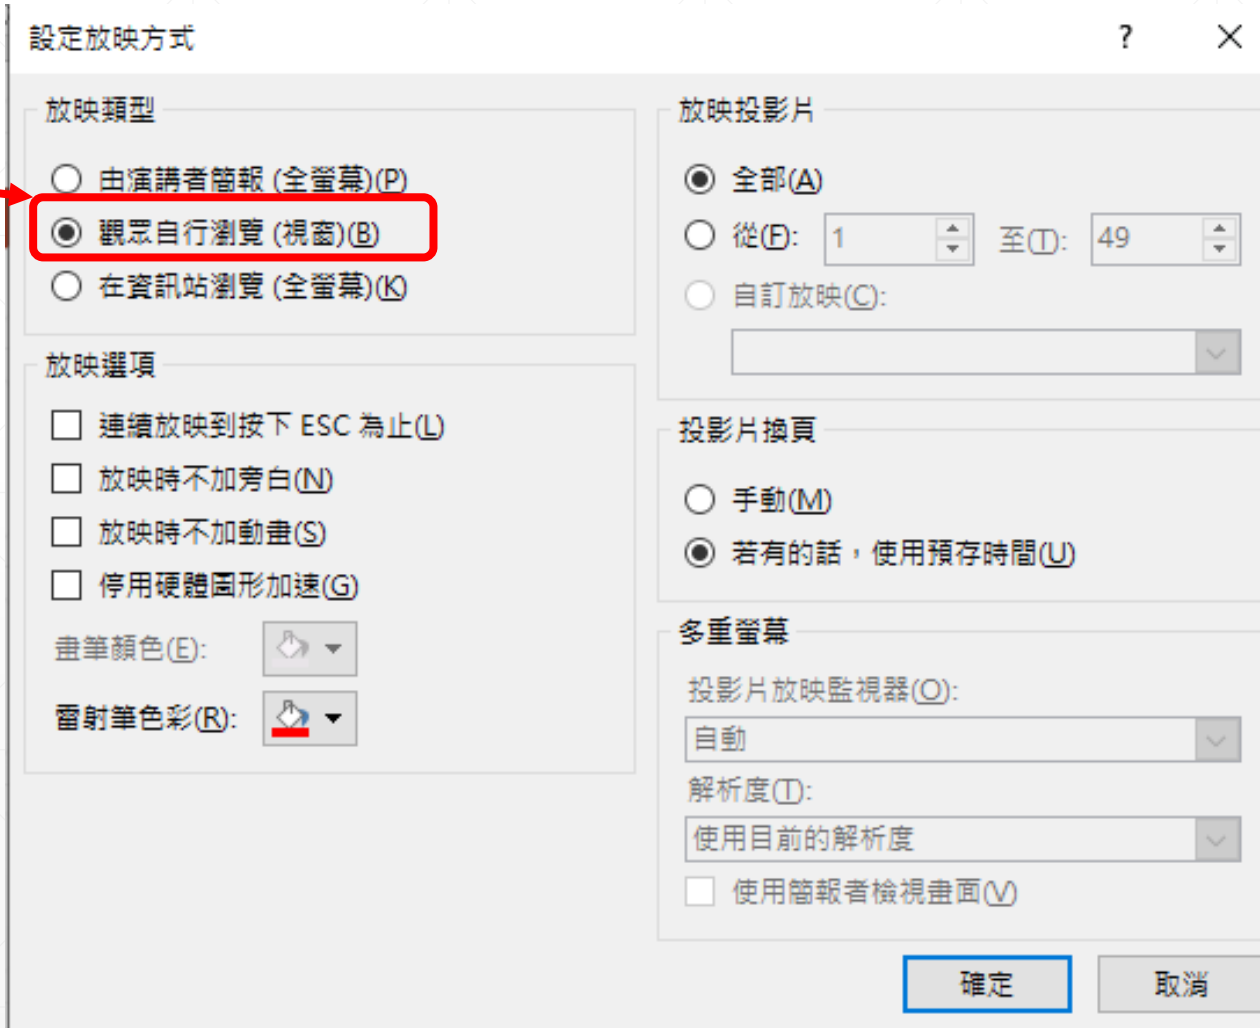 設定放映方式
?
放映類型
由演講者簡報 (全螢幕)(P)
觀眾自行瀏覽 (視窗)(B)
在資訊站瀏覽 (全螢幕)(K)
放映選項
連續放映到按下 ESC 為止(L)
放映時不加旁白(N)
放映時不加動畫(S)
停用硬體圖形加速(G)
畫筆顏色(E):
雷射筆色彩(R):
放映投影片
全部(A)
從(F): 1 至(T): 49
自訂放映(C):
投影片換頁
手動(M)
若有的話，使用預存時間(U)
多重螢幕
投影片放映監視器(O):
自動
解析度(T):
使用目前的解析度
使用簡報者檢視畫面(V)
確定 取消